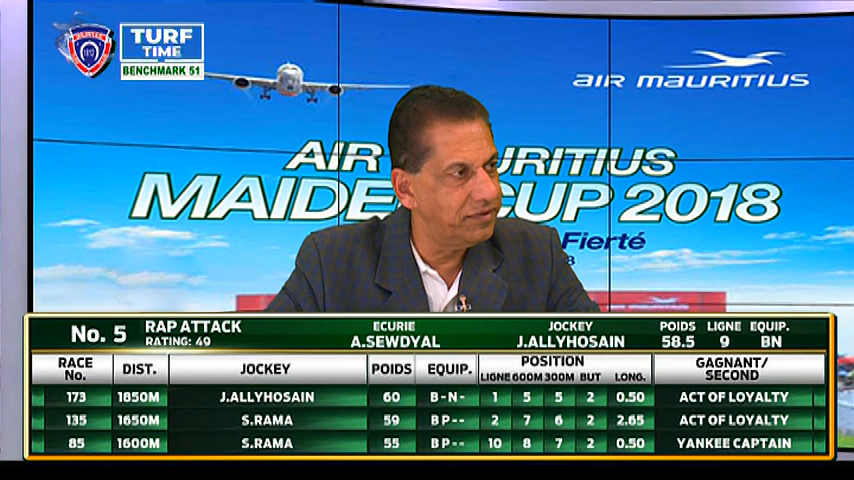 TURF
TIME
BENCHMARK 51
AIR MAURITIUS
AIR MAURITIUS
MAIDEN CUP 2018
Fierté
No. 5 RAP ATTACK ECURIE JOCKEY POIDS LIGNE EQUIP.
RATING: 49 A.SEWDYAL J.ALLYHOSAIN 58.5 9 BN
RACE No. DIST. JOCKEY POIDS EQUIP. POSITION GAGNANT/ SECOND
LIGNE 600M 300M BUT LONG.
173 1850M J.ALLYHOSAIN 60 B-N- 1 5 5 2 0.50 ACT OF LOYALTY
135 1650M S.RAMA 59 BP-- 2 7 6 2 2.65 ACT OF LOYALTY
85 1600M S.RAMA 55 BP-- 10 8 7 2 0.50 YANKEE CAPTAIN